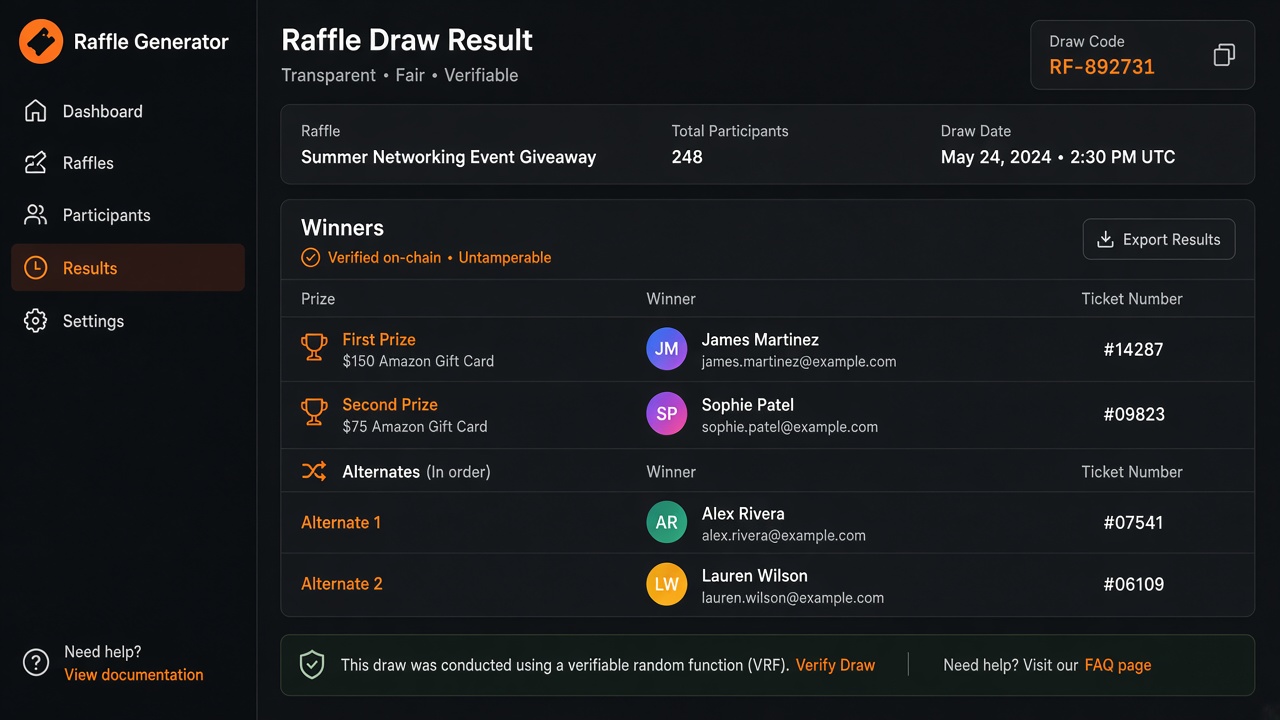 Raffle Generator
Dashboard
Raffles
Participants
Results
Settings
Need help?
View documentation
Raffle Draw Result
Transparent • Fair • Verifiable
Draw Code
RF-892731
Raffle
Summer Networking Event Giveaway
Total Participants
248
Draw Date
May 24, 2024 • 2:30 PM UTC
Winners
Verified on-chain • Untamperable
Export Results
Prize Winner Ticket Number
First Prize
$150 Amazon Gift Card
JM
James Martinez
james.martinez@example.com
#14287
Second Prize
$75 Amazon Gift Card
SP
Sophie Patel
sophie.patel@example.com
#09823
Alternates (In order) Winner Ticket Number
Alternate 1
AR
Alex Rivera
alex.rivera@example.com
#07541
Alternate 2
LW
Lauren Wilson
lauren.wilson@example.com
#06109
This draw was conducted using a verifiable random function (VRF). Verify Draw
Need help? Visit our FAQ page